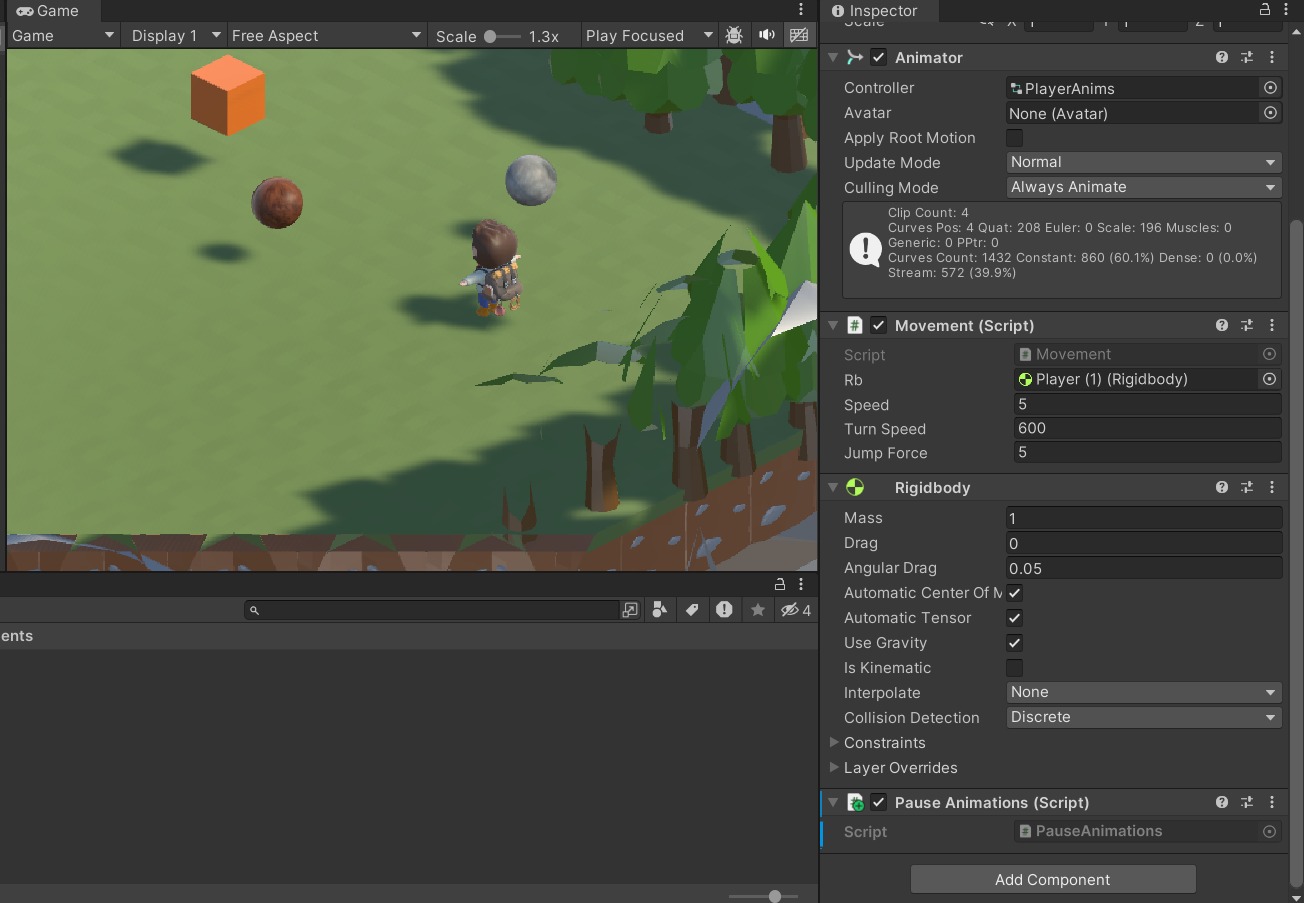 Game
Game
Display 1
Free Aspect
Scale
1.3x
Play Focused
4
ents
Inspector
Scale
Animator
Controller
PlayerAnims
Avatar
None (Avatar)
Apply Root Motion
Update Mode
Normal
Culling Mode
Always Animate
Clip Count: 4
Curves Pos: 4 Quat: 208 Euler: 0 Scale: 196 Muscles: 0
Generic: 0 PPtr: 0
Curves Count: 1432 Constant: 860 (60.1%) Dense: 0 (0.0%)
Stream: 572 (39.9%)
Movement (Script)
Script
Movement
Rb
Player (1) (Rigidbody)
Speed
5
Turn Speed
600
Jump Force
5
Rigidbody
Mass
1
Drag
0
Angular Drag
0.05
Automatic Center Of M
Automatic Tensor
Use Gravity
Is Kinematic
Interpolate
None
Collision Detection
Discrete
Constraints
Layer Overrides
Pause Animations (Script)
Script
PauseAnimations
Add Component